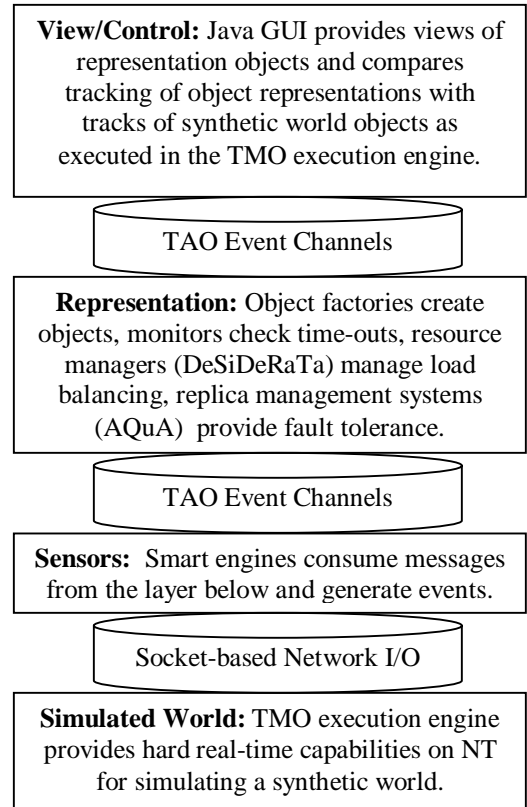 View/Control: Java GUI provides views of
representation objects and compares
tracking of object representations with
tracks of synthetic world objects as
executed in the TMO execution engine.
TAO Event Channels
Representation: Object factories create
objects, monitors check time-outs, resource
managers (DeSiDeRaTa) manage load
balancing, replica management systems
(AQuA) provide fault tolerance.
TAO Event Channels
Sensors: Smart engines consume messages
from the layer below and generate events.
Socket-based Network I/O
Simulated World: TMO execution engine
provides hard real-time capabilities on NT
for simulating a synthetic world.